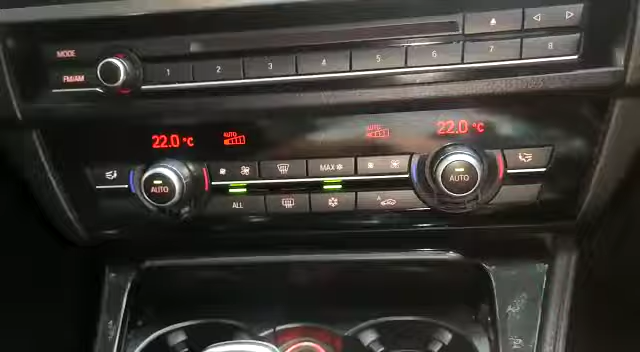 MODE
FM/AM 1 2 3 4 5 6 7 8
22.0 °C AUTO AUTO 22.0 °C
MAX
AUTO AUTO
ALL